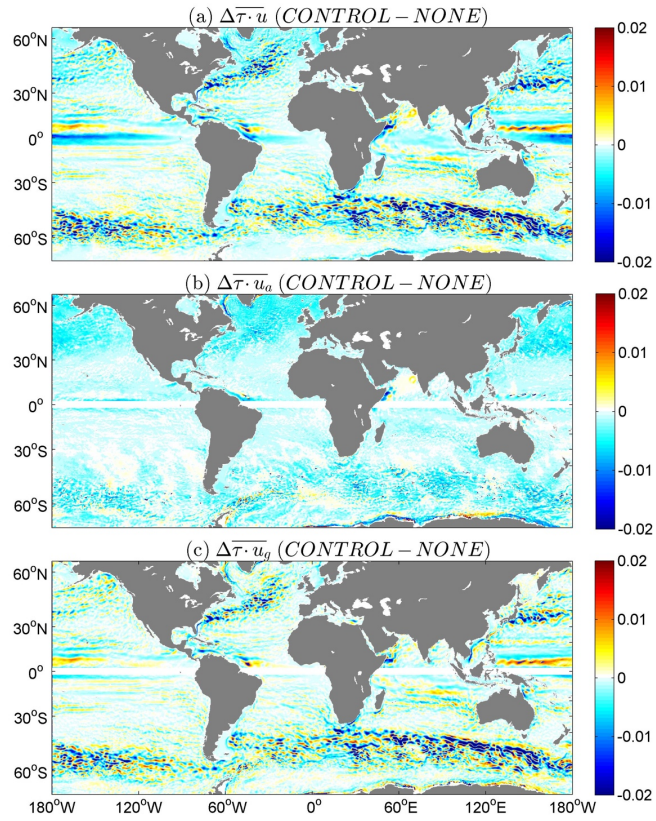 (a) Δ\overline{τ · u} (CONTROL − NONE)
60°N
30°N
0°
30°S
60°S
0.02
0.01
0
-0.01
-0.02
(b) Δ\overline{τ · u_a} (CONTROL − NONE)
60°N
30°N
0°
30°S
60°S
0.02
0.01
0
-0.01
-0.02
(c) Δ\overline{τ · u_g} (CONTROL − NONE)
60°N
30°N
0°
30°S
60°S
0.02
0.01
0
-0.01
-0.02
180°W 120°W 60°W 0° 60°E 120°E 180°W